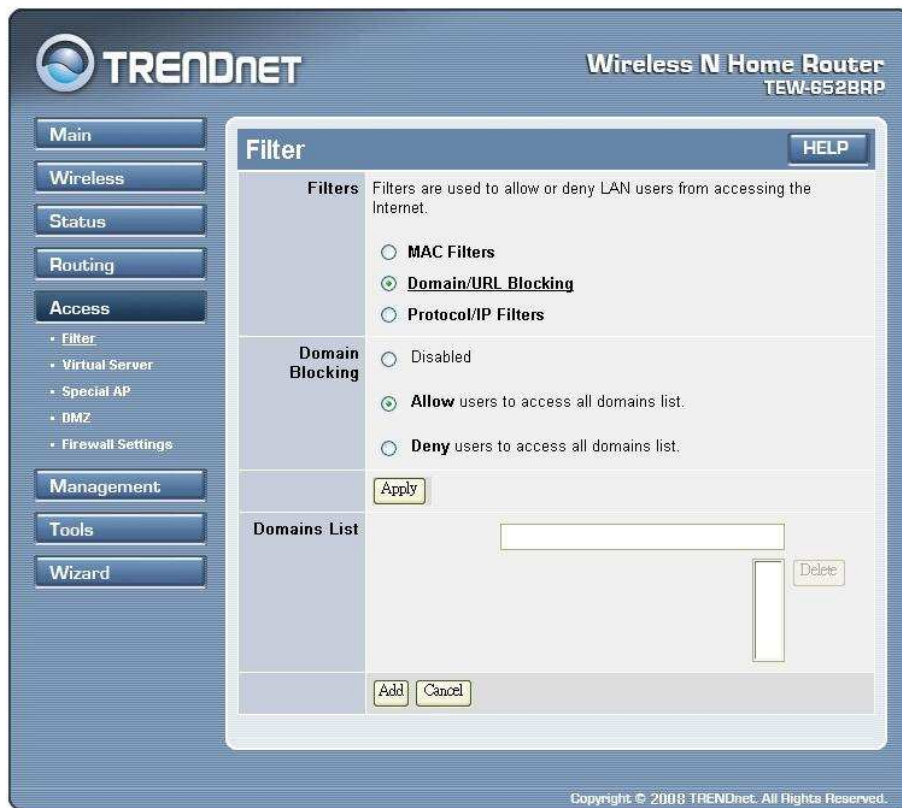 TRENDNET
Wireless N Home Router
TEW-652BRP
Main
Wireless
Status
Routing
Access
Filter
Virtual Server
Special AP
DMZ
Firewall Settings
Management
Tools
Wizard
Filter
HELP
Filters
Filters are used to allow or deny LAN users from accessing the
Internet.
MAC Filters
Domain/URL Blocking
Protocol/IP Filters
Domain
Blocking
Disabled
Allow users to access all domains list.
Deny users to access all domains list.
Apply
Domains List
Delete
Add
Cancel
Copyright © 2008 TRENDnet. All Rights Reserved.